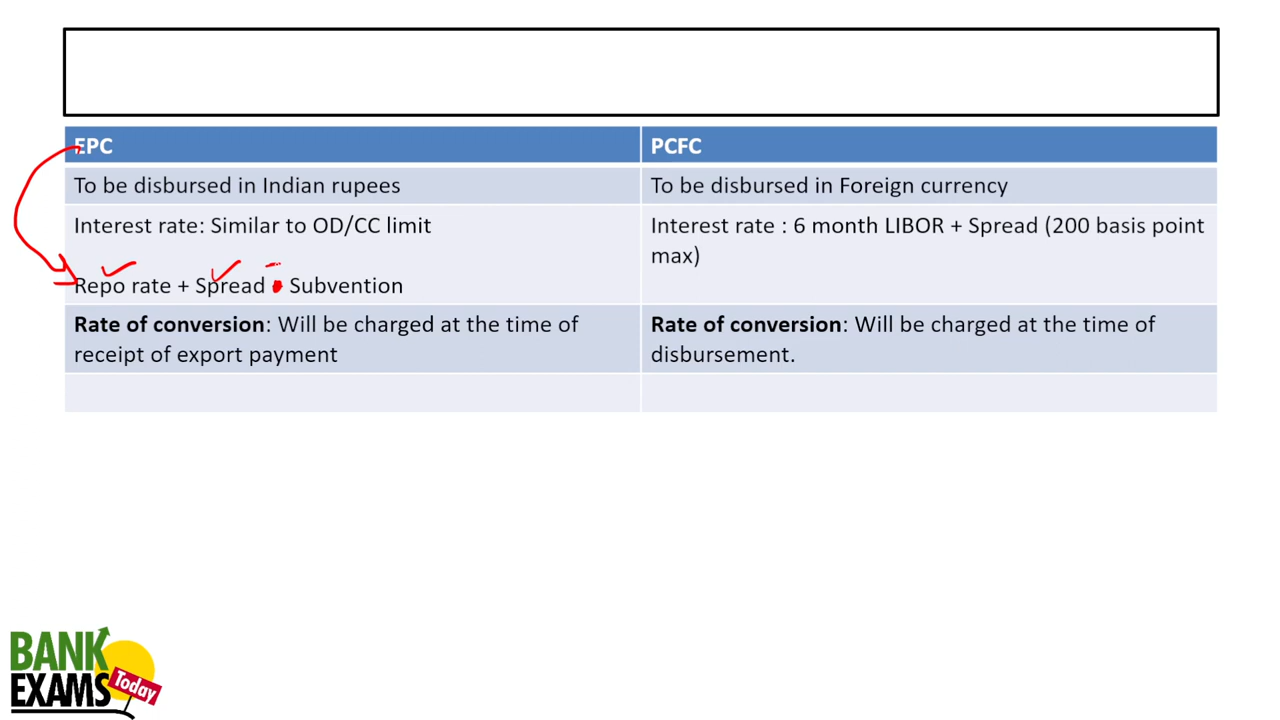 EPC
PCFC
To be disbursed in Indian rupees
To be disbursed in Foreign currency
Interest rate: Similar to OD/CC limit
Repo rate + Spread Subvention
Interest rate : 6 month LIBOR + Spread (200 basis point
max)
Rate of conversion: Will be charged at the time of
receipt of export payment
Rate of conversion: Will be charged at the time of
disbursement.
BANK
EXAMS
Today